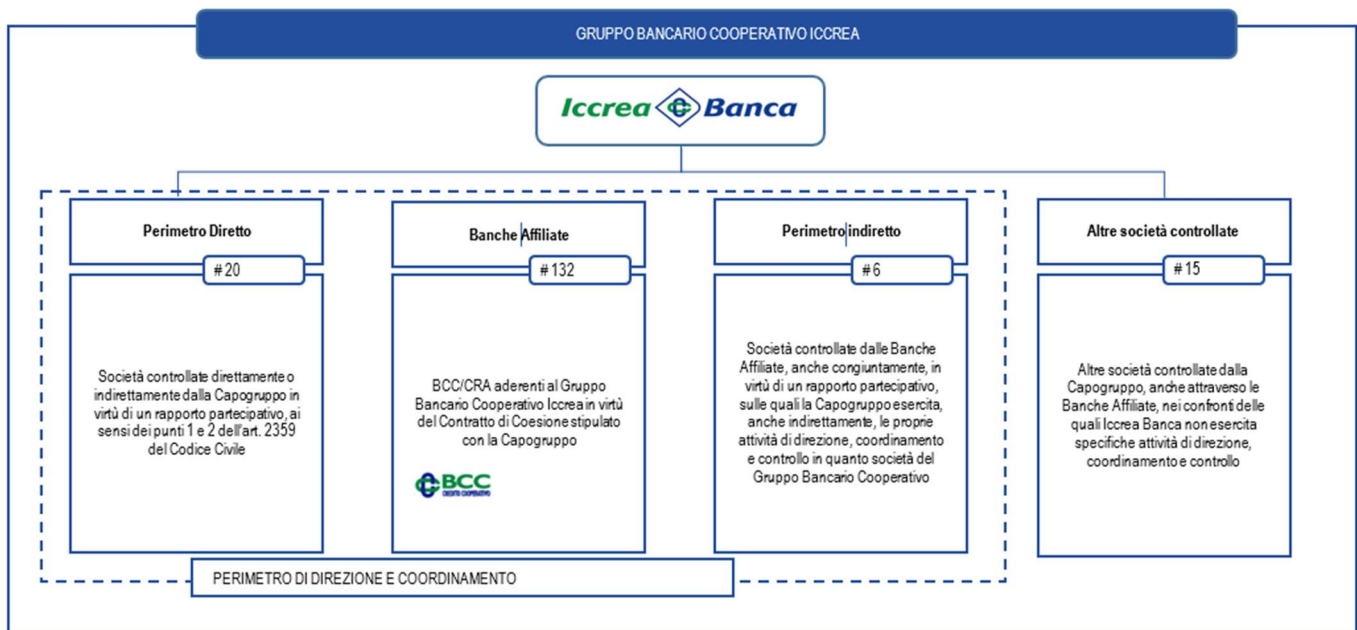 GRUPPO BANCARIO COOPERATIVO ICCREA
Iccrea Banca
Perimetro Diretto
# 20
Società controllate direttamente o
indirettamente dalla Capogruppo in
virtù di un rapporto partecipativo, ai
sensi dei punti 1 e 2 dell'art. 2359
del Codice Civile
Banche Affiliate
# 132
BCC/CRA aderenti al Gruppo
Bancario Cooperativo Iccrea in virtù
del Contratto di Coesione stipulato
con la Capogruppo
BCC
CREDITO COOPERATIVO
Perimetro indiretto
# 6
Società controllate dalle Banche
Affiliate, anche congiuntamente, in
virtù di un rapporto partecipativo,
sulle quali la Capogruppo esercita,
anche indirettamente, le proprie
attività di direzione, coordinamento
e controllo in quanto società del
Gruppo Bancario Cooperativo
Altre società controllate
# 15
Altre società controllate dalla
Capogruppo, anche attraverso le
Banche Affiliate, nei confronti delle
quali Iccrea Banca non esercita
specifiche attività di direzione,
coordinamento e controllo
PERIMETRO DI DIREZIONE E COORDINAMENTO